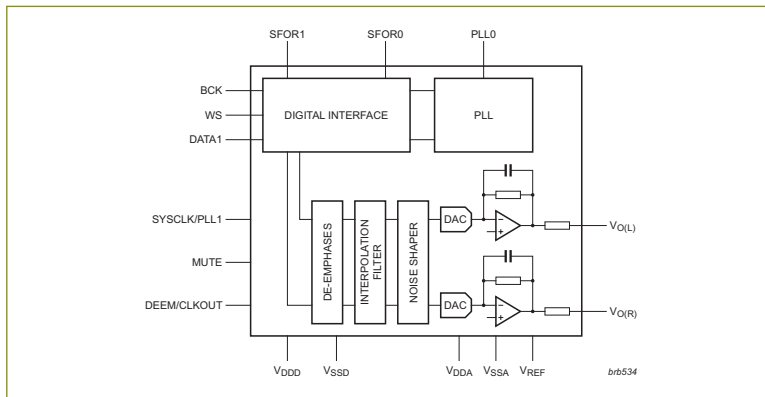 SFOR1 SFOR0 PLL0
BCK
WS
DATA1
DIGITAL INTERFACE
PLL
SYSCLK/PLL1
MUTE
DEEM/CLKOUT
DE-EMPHASES
INTERPOLATION
FILTER
NOISE SHAPER
DAC
−
+
VO(L)
DAC
−
+
VO(R)
VDDD VSSD VDDA VSSA VREF
brb534